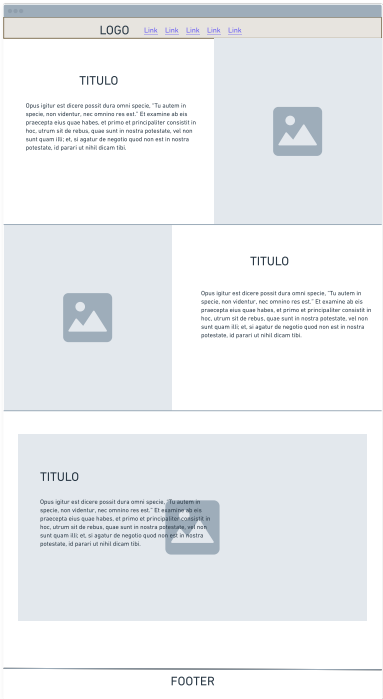 LOGO Link Link Link Link Link
TITULO
Opus igitur est dicere possit dura omni specie, "Tu autem in
specie, non videntur, nec omnino res est." Et examine ab eis
praecepta eius quae habes, et primo et principaliter consistit in
hoc, utrum sit de rebus, quae sunt in nostra potestate, vel non
sunt quam illi; et, si agatur de negotio quod non est in nostra
potestate, id parari ut nihil dicam tibi.
TITULO
Opus igitur est dicere possit dura omni specie, "Tu autem in
specie, non videntur, nec omnino res est." Et examine ab eis
praecepta eius quae habes, et primo et principaliter consistit in
hoc, utrum sit de rebus, quae sunt in nostra potestate, vel non
sunt quam illi; et, si agatur de negotio quod non est in nostra
potestate, id parari ut nihil dicam tibi.
TITULO
Opus igitur est dicere possit dura omni specie, "Tu autem in
specie, non videntur, nec omnino res est." Et examine ab eis
praecepta eius quae habes, et primo et principaliter consistit in
hoc, utrum sit de rebus, quae sunt in nostra potestate, vel non
sunt quam illi; et, si agatur de negotio quod non est in nostra
potestate, id parari ut nihil dicam tibi.
FOOTER